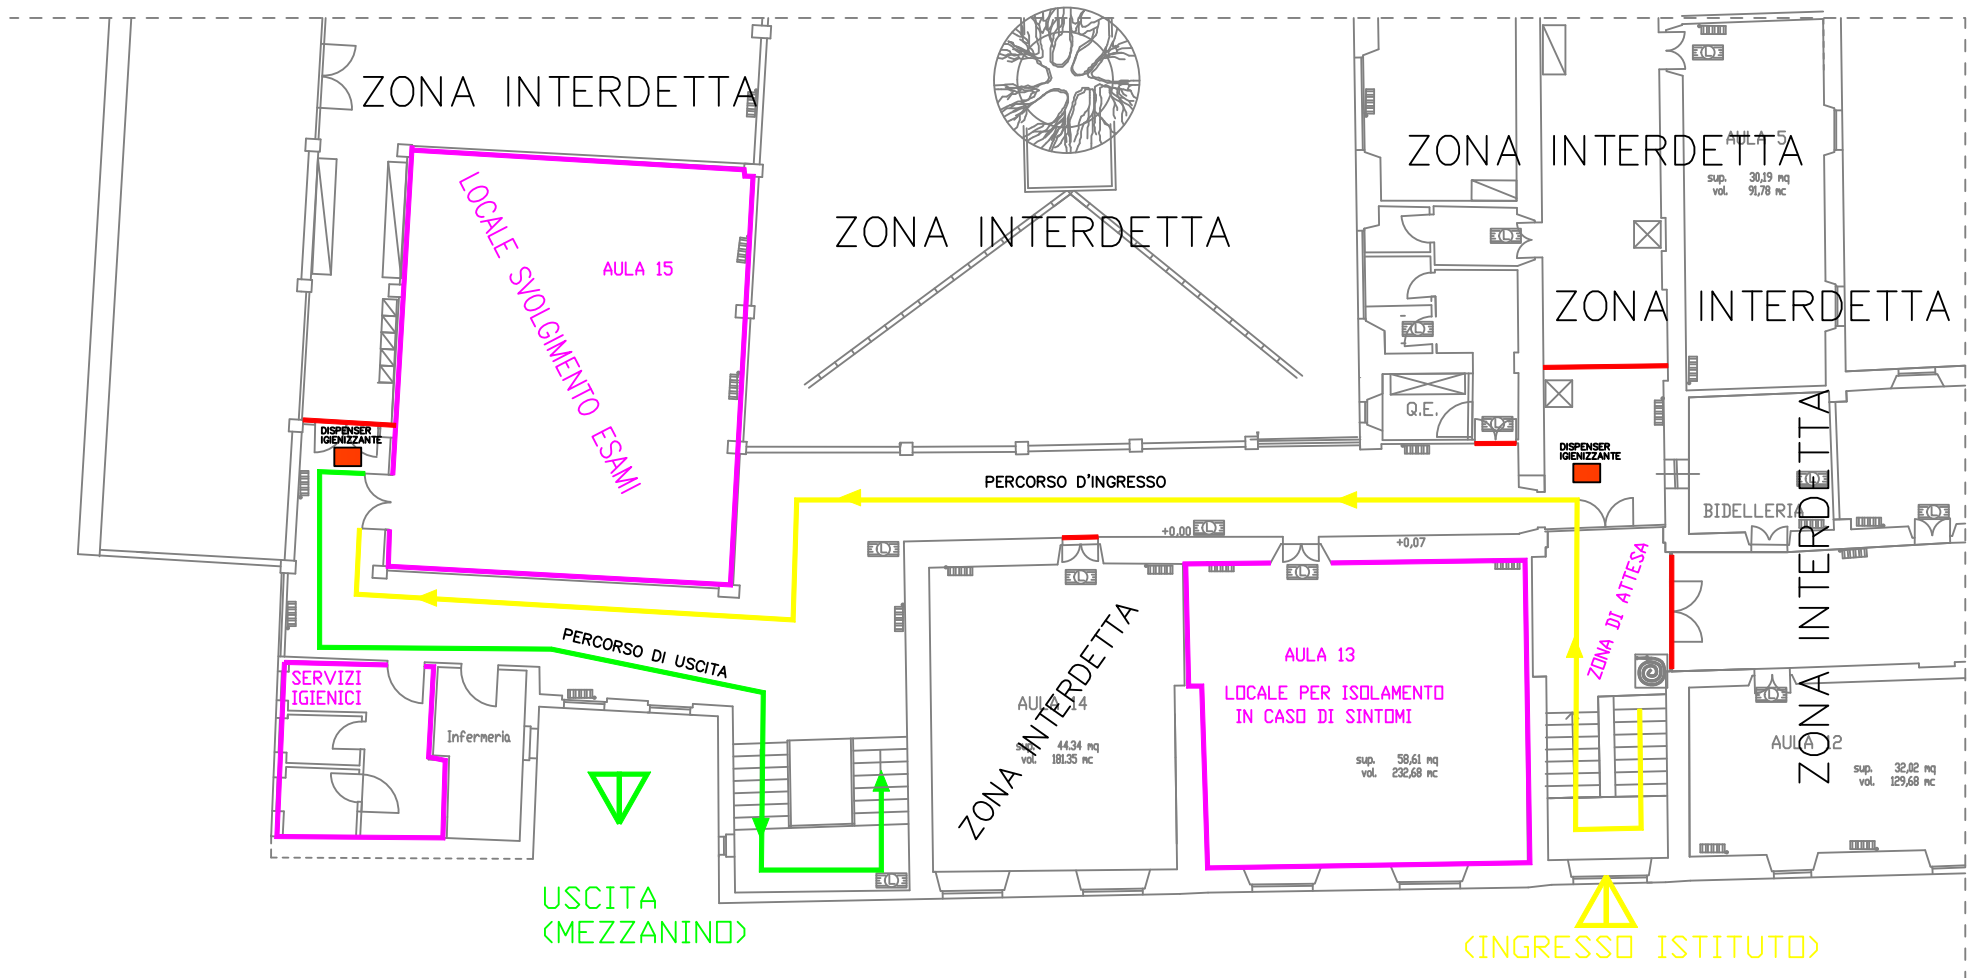 ZONA INTERDETTA
ZONA INTERDETTA
AULA 5
sup. 30,19 mq
vol. 91,78 mc
ZONA INTERDETTA
LOCALE SVOLGIMENTO ESAMI
AULA 15
ZONA INTERDETTA
Q.E.
DISPENSER
IGIENIZZANTE
DISPENSER
IGIENIZZANTE
PERCORSO D'INGRESSO
BIDELLERIA
+0,00
+0,07
ZONA DI ATTESA
ZONA INTERDETTA
PERCORSO DI USCITA
SERVIZI
IGIENICI
Infermeria
AULA 14
sup. 44.34 mq
vol. 181.35 mc
ZONA INTERDETTA
AULA 13
LOCALE PER ISOLAMENTO
IN CASO DI SINTOMI
sup. 58,61 mq
vol. 232,68 mc
AULA 12
sup. 32,02 mq
vol. 129,68 mc
ZONA INTERDETTA
USCITA
(MEZZANINO)
(INGRESSO ISTITUTO)